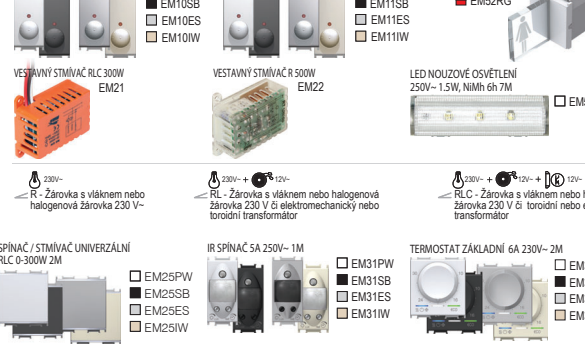 EM10SB
EM10ES
EM10IW
EM11SB
EM11ES
EM11IW
EM52RG
VESTAVNÝ STMÍVAČ RLC 300W
EM21
VESTAVNÝ STMÍVAČ R 500W
EM22
LED NOUZOVÉ OSVĚTLENÍ
250V~ 1.5W, NiMh 6h 7M
230V~
R - Žárovka s vláknem nebo
halogenová žárovka 230 V~
230V~ + 12V~
RL - Žárovka s vláknem nebo halogenová
žárovka 230 V či elektromechanický nebo
toroidní transformátor
230V~ + 12V~ + 12V~
RLC - Žárovka s vláknem nebo
žárovka 230 V či toroidní nebo
transformátor
SPÍNAČ / STMÍVAČ UNIVERZÁLNÍ
RLC 0-300W 2M
EM25PW
EM25SB
EM25ES
EM25IW
IR SPÍNAČ 5A 250V~ 1M
EM31PW
EM31SB
EM31ES
EM31IW
TERMOSTAT ZÁKLADNÍ 6A 230V~ 2M